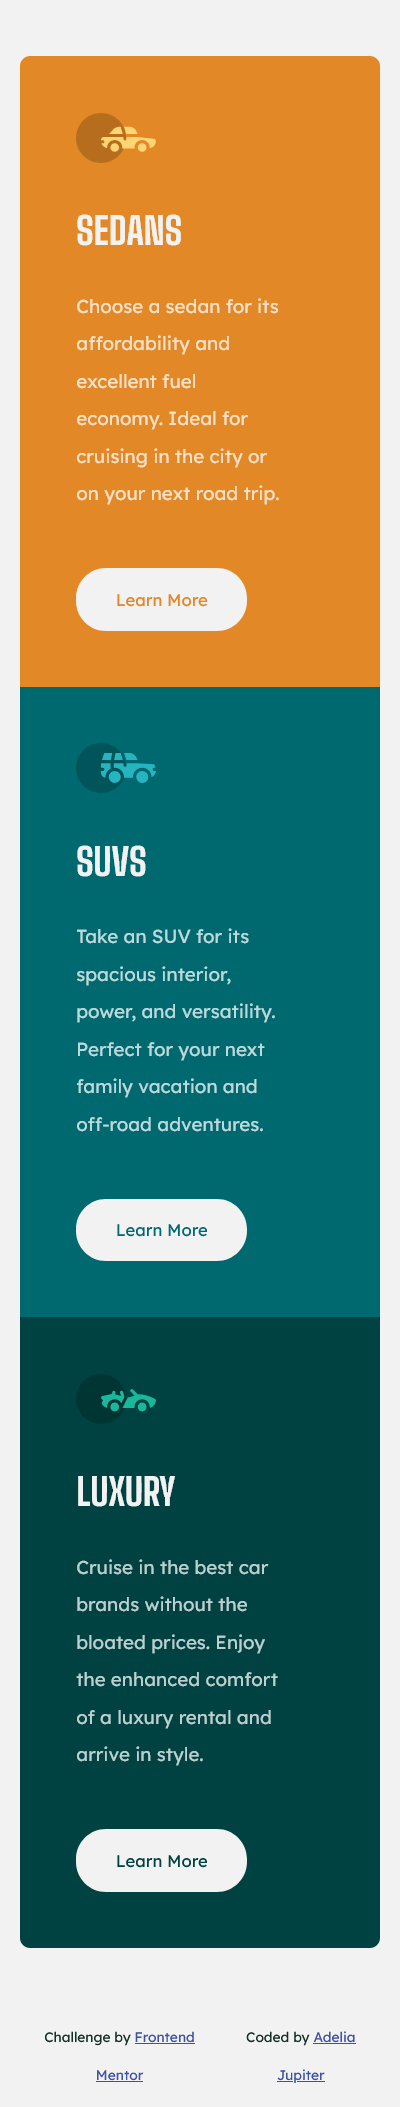 SEDANS
Choose a sedan for its
affordability and
excellent fuel
economy. Ideal for
cruising in the city or
on your next road trip.
Learn More
SUVS
Take an SUV for its
spacious interior,
power, and versatility.
Perfect for your next
family vacation and
off-road adventures.
Learn More
LUXURY
Cruise in the best car
brands without the
bloated prices. Enjoy
the enhanced comfort
of a luxury rental and
arrive in style.
Learn More
Challenge by Frontend
Mentor
Coded by Adelia
Jupiter